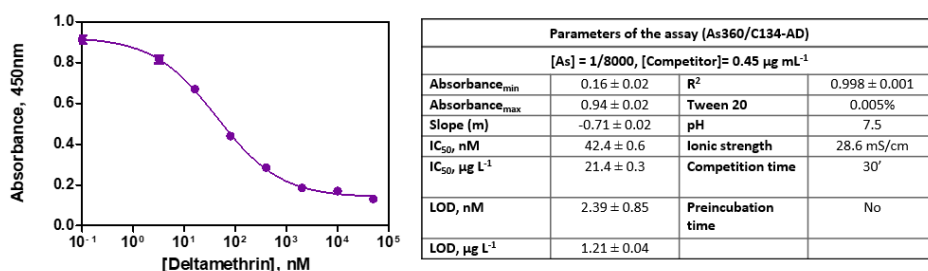 1.0
0.8
0.6
0.4
0.2
0.0
Absorbance, 450nm
10⁻¹ 10⁰ 10¹ 10² 10³ 10⁴ 10⁵
[Deltamethrin], nM
Parameters of the assay (As360/C134-AD)
[As] = 1/8000, [Competitor]= 0.45 µg mL⁻¹
Absorbancemin 0.16 ± 0.02 R² 0.998 ± 0.001
Absorbancemax 0.94 ± 0.02 Tween 20 0.005%
Slope (m) -0.71 ± 0.02 pH 7.5
IC₅₀, nM 42.4 ± 0.6 Ionic strength 28.6 mS/cm
IC₅₀, µg L⁻¹ 21.4 ± 0.3 Competition time 30’
LOD, nM 2.39 ± 0.85 Preincubation No
time
LOD, µg L⁻¹ 1.21 ± 0.04